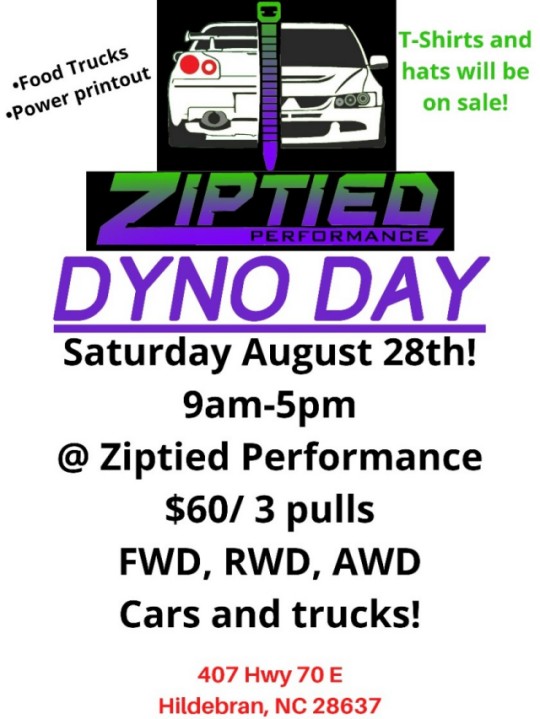 •Food Trucks
•Power printout
T-Shirts and
hats will be
on sale!
ZIPTIED
PERFORMANCE
DYNO DAY
Saturday August 28th!
9am-5pm
@ Ziptied Performance
$60/ 3 pulls
FWD, RWD, AWD
Cars and trucks!
407 Hwy 70 E
Hildebran, NC 28637